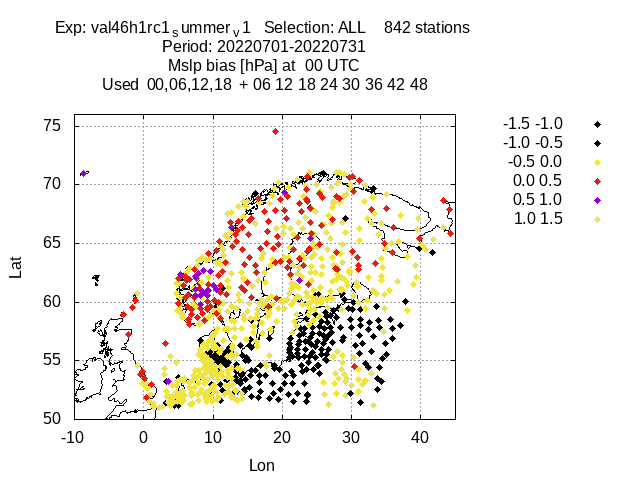 Exp: val46h1rc1summerv1 Selection: ALL 842 stations
Period: 20220701-20220731
Mslp bias [hPa] at 00 UTC
Used 00,06,12,18 + 06 12 18 24 30 36 42 48
-1.5 -1.0
-1.0 -0.5
-0.5 0.0
0.0 0.5
0.5 1.0
1.0 1.5
75
70
65
60
55
50
Lat
-10 0 10 20 30 40
Lon